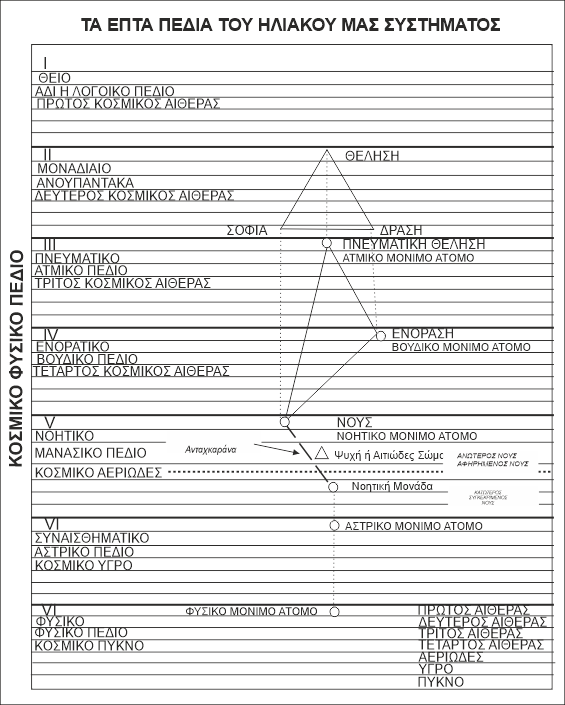 ΤΑ ΕΠΤΑ ΠΕΔΙΑ ΤΟΥ ΗΛΙΑΚΟΥ ΜΑΣ ΣΥΣΤΗΜΑΤΟΣ
ΚΟΣΜΙΚΟ ΦΥΣΙΚΟ ΠΕΔΙΟ
I
ΘΕΙΟ
ΑΔΙ Η ΛΟΓΟΙΚΟ ΠΕΔΙΟ
ΠΡΩΤΟΣ ΚΟΣΜΙΚΟΣ ΑΙΘΕΡΑΣ
II
ΘΕΛΗΣΗ
ΜΟΝΑΔΙΑΙΟ
ΑΝΟΥΠΑΝΤΑΚΑ
ΔΕΥΤΕΡΟΣ ΚΟΣΜΙΚΟΣ ΑΙΘΕΡΑΣ
ΣΟΦΙΑ
ΔΡΑΣΗ
III
ΠΝΕΥΜΑΤΙΚΗ ΘΕΛΗΣΗ
ΠΝΕΥΜΑΤΙΚΟ
ΑΤΜΙΚΟ ΜΟΝΙΜΟ ΑΤΟΜΟ
ΑΤΜΙΚΟ ΠΕΔΙΟ
ΤΡΙΤΟΣ ΚΟΣΜΙΚΟΣ ΑΙΘΕΡΑΣ
IV
ΕΝΟΡΑΣΗ
ΕΝΟΡΑΤΙΚΟ
ΒΟΥΔΙΚΟ ΜΟΝΙΜΟ ΑΤΟΜΟ
ΒΟΥΔΙΚΟ ΠΕΔΙΟ
ΤΕΤΑΡΤΟΣ ΚΟΣΜΙΚΟΣ ΑΙΘΕΡΑΣ
V
ΝΟΥΣ
ΝΟΗΤΙΚΟ
ΝΟΗΤΙΚΟ ΜΟΝΙΜΟ ΑΤΟΜΟ
ΜΑΝΑΣΙΚΟ ΠΕΔΙΟ
Ανταχκαράνα
Ψυχή ή Αιτιώδες Σώμα
ΑΝΩΤΕΡΟΣ ΝΟΥΣ
ΑΦΗΡΗΜΕΝΟΣ ΝΟΥΣ
ΚΟΣΜΙΚΟ ΑΕΡΙΩΔΕΣ
Νοητική Μονάδα
ΚΑΤΩΤΕΡΟΣ
ΣΥΓΚΕΚΡΙΜΕΝΟΣ
ΝΟΥΣ
VI
ΑΣΤΡΙΚΟ ΜΟΝΙΜΟ ΑΤΟΜΟ
ΣΥΝΑΙΣΘΗΜΑΤΙΚΟ
ΑΣΤΡΙΚΟ ΠΕΔΙΟ
ΚΟΣΜΙΚΟ ΥΓΡΟ
VI
ΦΥΣΙΚΟ ΜΟΝΙΜΟ ΑΤΟΜΟ
ΦΥΣΙΚΟ
ΦΥΣΙΚΟ ΠΕΔΙΟ
ΚΟΣΜΙΚΟ ΠΥΚΝΟ
ΠΡΩΤΟΣ ΑΙΘΕΡΑΣ
ΔΕΥΤΕΡΟΣ ΑΙΘΕΡΑΣ
ΤΡΙΤΟΣ ΑΙΘΕΡΑΣ
ΤΕΤΑΡΤΟΣ ΑΙΘΕΡΑΣ
ΑΕΡΙΩΔΕΣ
ΥΓΡΟ
ΠΥΚΝΟ